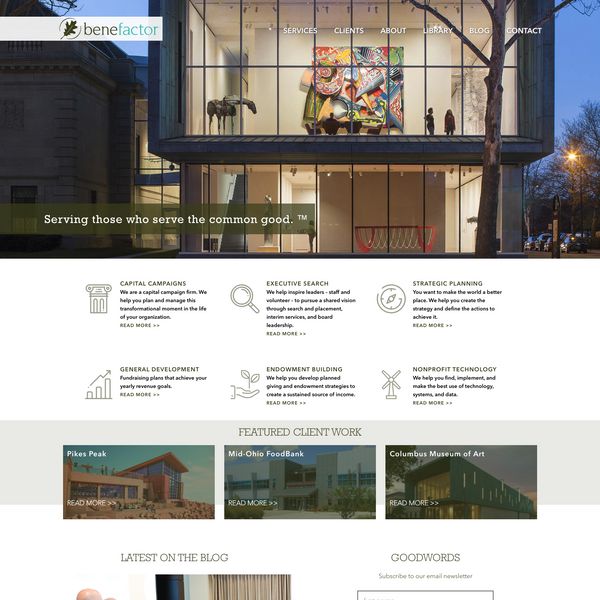 benefactor
SERVICES CLIENTS ABOUT LIBRARY BLOG CONTACT
Serving those who serve the common good. ™
CAPITAL CAMPAIGNS
We are a capital campaign firm. We
help you plan and manage this
transformational moment in the life
of your organization.
READ MORE >>
EXECUTIVE SEARCH
We help inspire leaders – staff and
volunteer – to pursue a shared vision
through search and placement,
interim services, and board
leadership.
READ MORE >>
STRATEGIC PLANNING
You want to make the world a better
place. We help you create the
strategy and define the actions to
achieve it.
READ MORE >>
GENERAL DEVELOPMENT
Fundraising plans that achieve your
yearly revenue goals.
READ MORE >>
ENDOWMENT BUILDING
We help you develop planned
giving and endowment strategies to
create a sustained source of income.
READ MORE >>
NONPROFIT TECHNOLOGY
We help you find, implement, and
make the best use of technology,
systems, and data.
READ MORE >>
FEATURED CLIENT WORK
Pikes Peak
READ MORE >>
Mid-Ohio FoodBank
READ MORE >>
Columbus Museum of Art
READ MORE >>
LATEST ON THE BLOG
GOODWORDS
Subscribe to our email newsletter